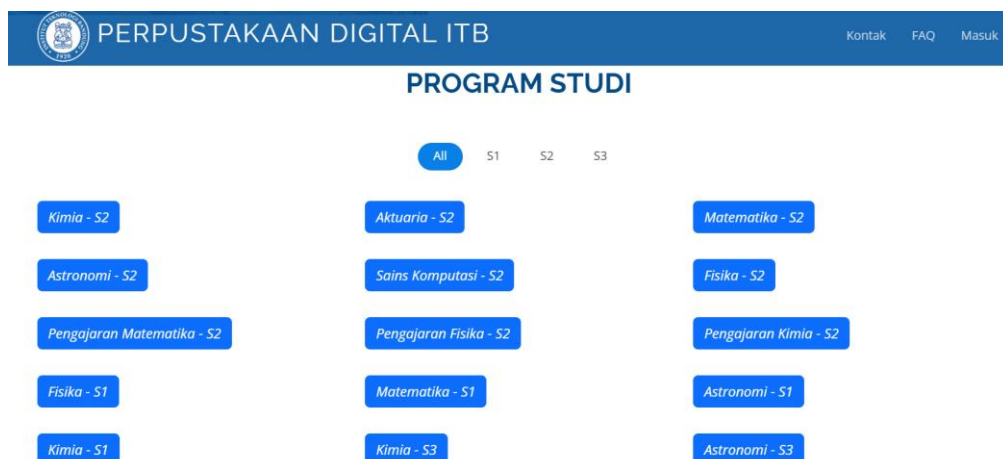 PERPUSTAKAAN DIGITAL ITB
Kontak FAQ Masuk
PROGRAM STUDI
All S1 S2 S3
Kimia - S2 Aktuaria - S2 Matematika - S2
Astronomi - S2 Sains Komputasi - S2 Fisika - S2
Pengajaran Matematika - S2 Pengajaran Fisika - S2 Pengajaran Kimia - S2
Fisika - S1 Matematika - S1 Astronomi - S1
Kimia - S1 Kimia - S3 Astronomi - S3